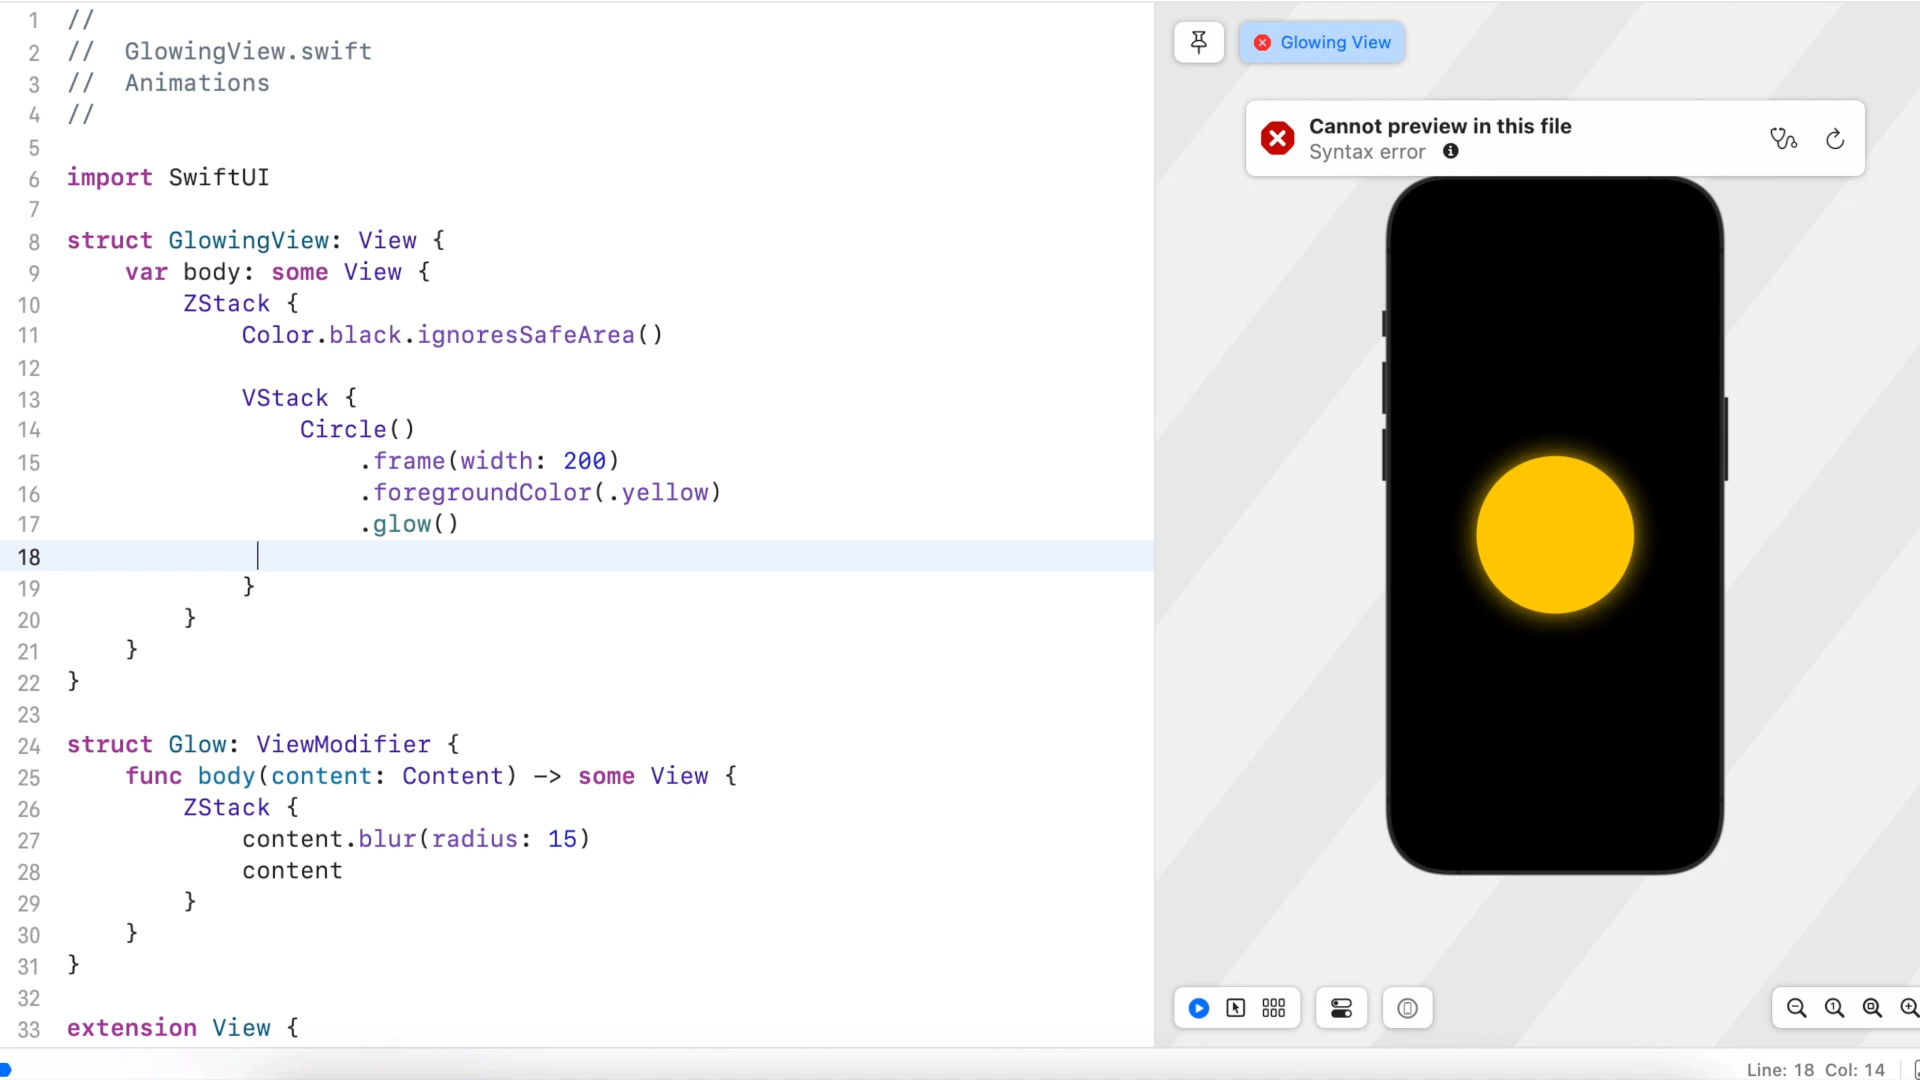 1 //
2 //  GlowingView.swift
3 //  Animations
4 //
5
6 import SwiftUI
7
8 struct GlowingView: View {
9     var body: some View {
10         ZStack {
11             Color.black.ignoresSafeArea()
12
13             VStack {
14                 Circle()
15                     .frame(width: 200)
16                     .foregroundColor(.yellow)
17                     .glow()
18
19             }
20         }
21     }
22 }
23
24 struct Glow: ViewModifier {
25     func body(content: Content) -> some View {
26         ZStack {
27             content.blur(radius: 15)
28             content
29         }
30     }
31 }
32
33 extension View {
Glowing View
Cannot preview in this file
Syntax error
Line: 18  Col: 14